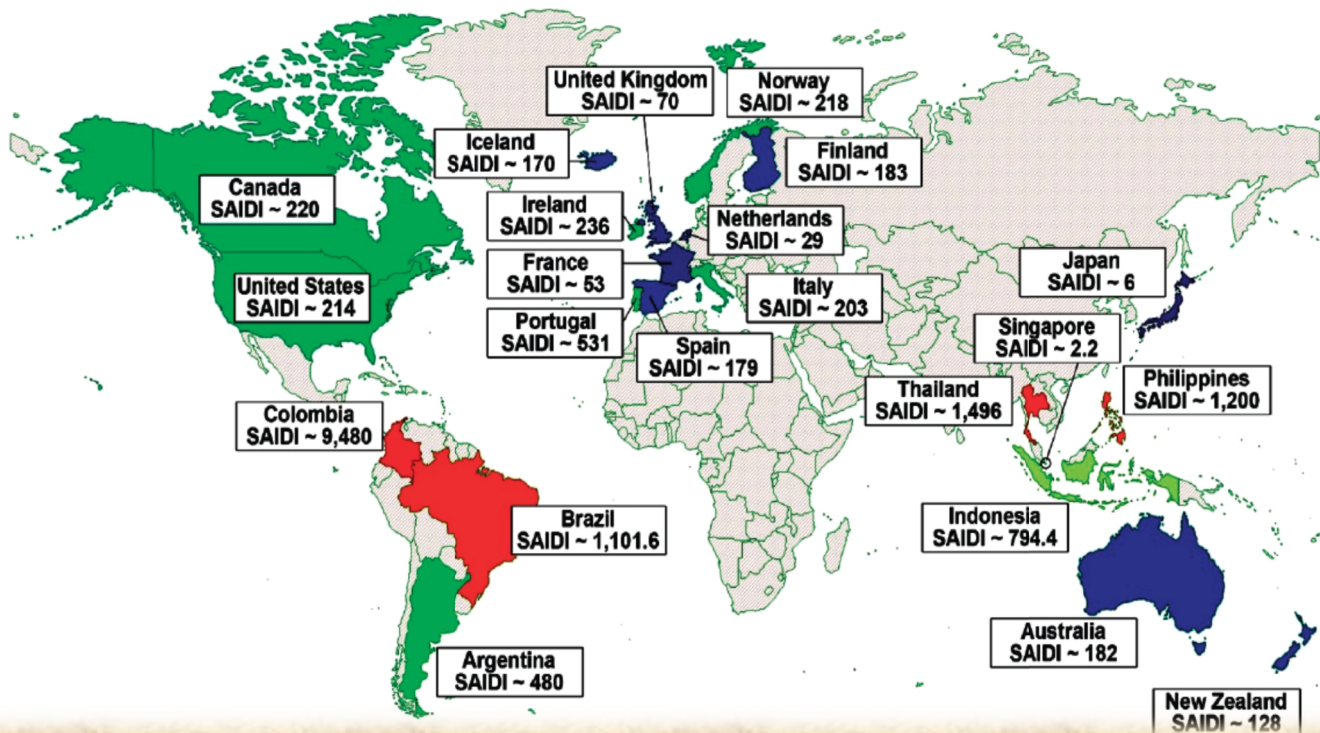 United Kingdom
SAIDI ~ 70
Norway
SAIDI ~ 218
Iceland
SAIDI ~ 170
Finland
SAIDI ~ 183
Canada
SAIDI ~ 220
Ireland
SAIDI ~ 236
Netherlands
SAIDI ~ 29
France
SAIDI ~ 53
Japan
SAIDI ~ 6
United States
SAIDI ~ 214
Italy
SAIDI ~ 203
Portugal
SAIDI ~ 531
Singapore
SAIDI ~ 2.2
Spain
SAIDI ~ 179
Thailand
SAIDI ~ 1,496
Philippines
SAIDI ~ 1,200
Colombia
SAIDI ~ 9,480
Brazil
SAIDI ~ 1,101.6
Indonesia
SAIDI ~ 794.4
Australia
SAIDI ~ 182
Argentina
SAIDI ~ 480
New Zealand
SAIDI ~ 128